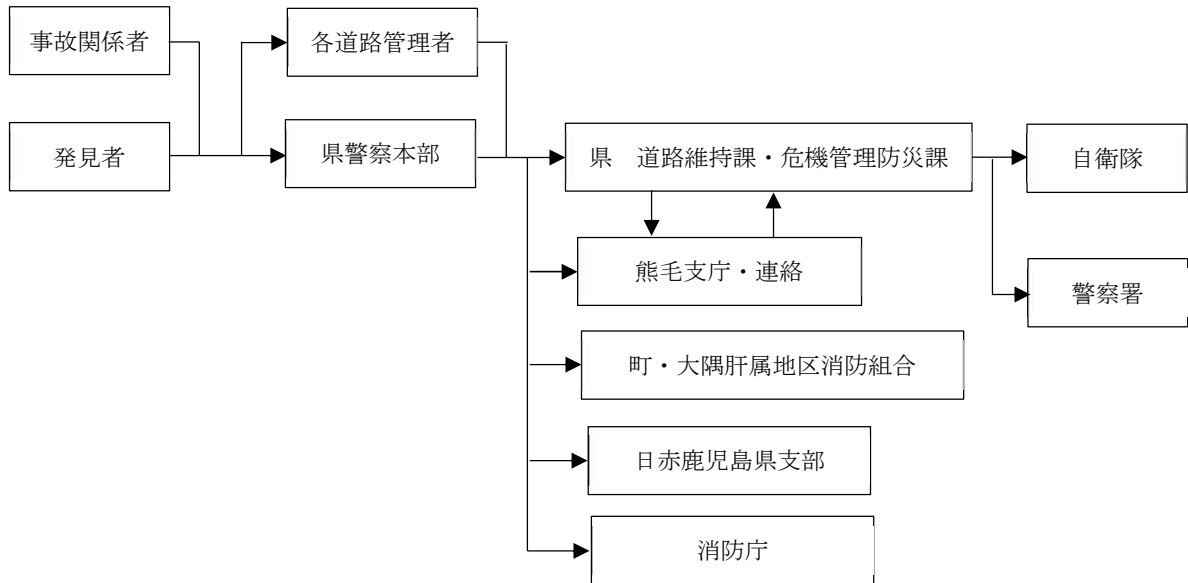 事故関係者
各道路管理者
発見者
県警察本部
県　道路維持課・危機管理防災課
自衛隊
熊毛支庁・連絡
警察署
町・大隅肝属地区消防組合
日赤鹿児島県支部
消防庁